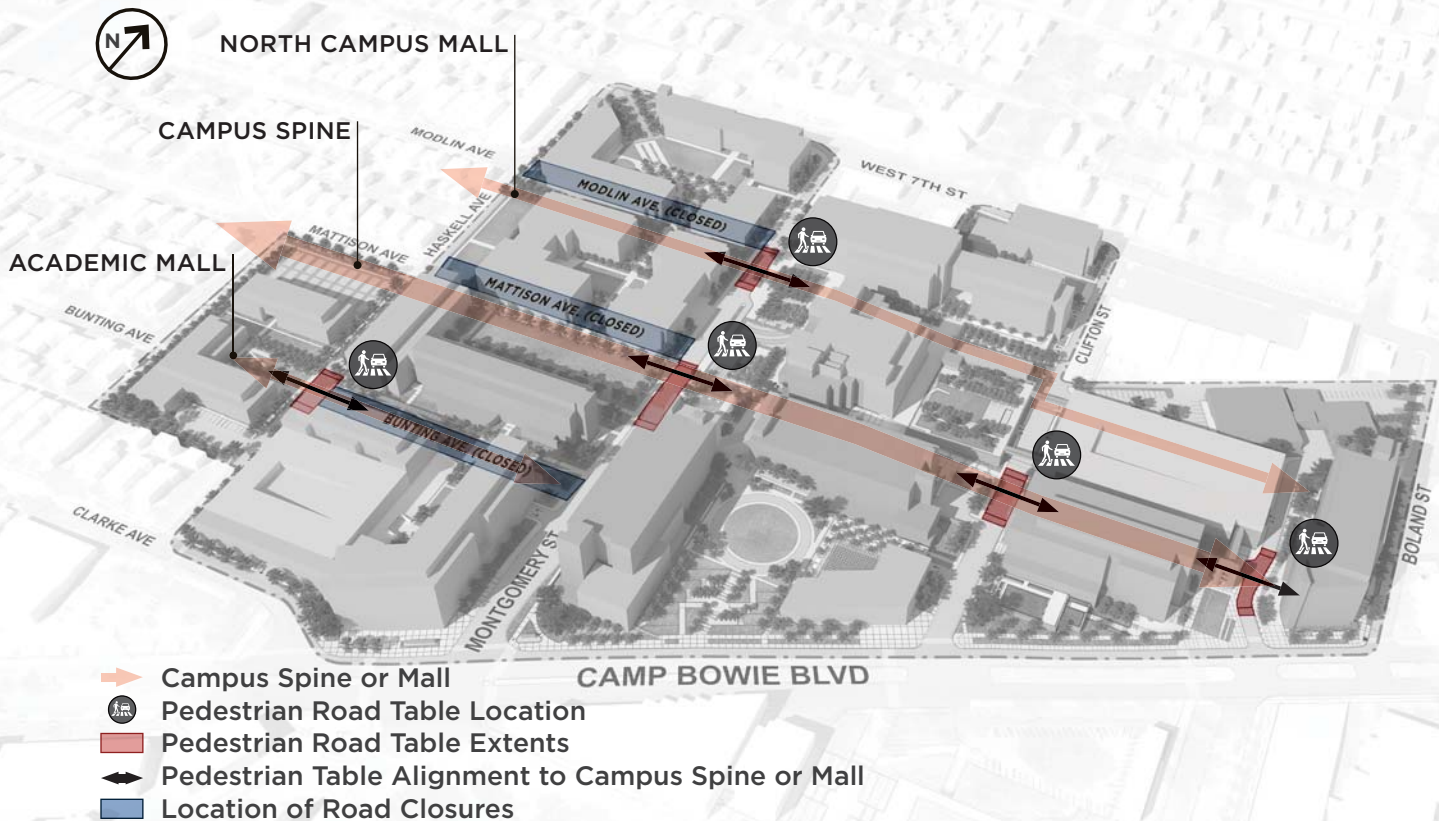 N
NORTH CAMPUS MALL
CAMPUS SPINE
MODLIN AVE
WEST 7TH ST
MODLIN AVE. (CLOSED)
HASKELL AVE
MATTISON AVE
ACADEMIC MALL
MATTISON AVE. (CLOSED)
BUNTING AVE
CLIFTON ST
BUNTING AVE. (CLOSED)
CLARKE AVE
BOLAND ST
MONTGOMERY ST
CAMP BOWIE BLVD
Campus Spine or Mall
Pedestrian Road Table Location
Pedestrian Road Table Extents
Pedestrian Table Alignment to Campus Spine or Mall
Location of Road Closures